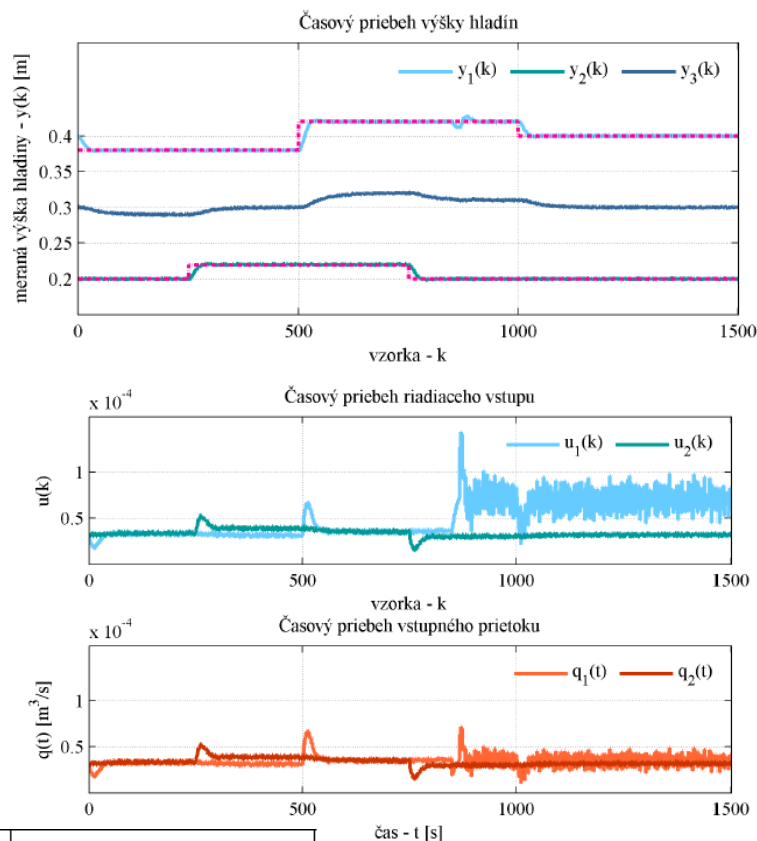 Časový priebeh výšky hladín
y1(k) y2(k) y3(k)
meraná výška hladiny - y(k) [m]
0.4
0.3
0.25
0.2
0 500 1000 1500
vzorka - k
x 10-4
Časový priebeh riadiaceho vstupu
u1(k) u2(k)
u(k)
1
0.5
0 500 1000 1500
vzorka - k
x 10-4
Časový priebeh vstupného prietoku
q1(t) q2(t)
q(t) [m3/s]
1
0.5
0 500 1000 1500
čas - t [s]